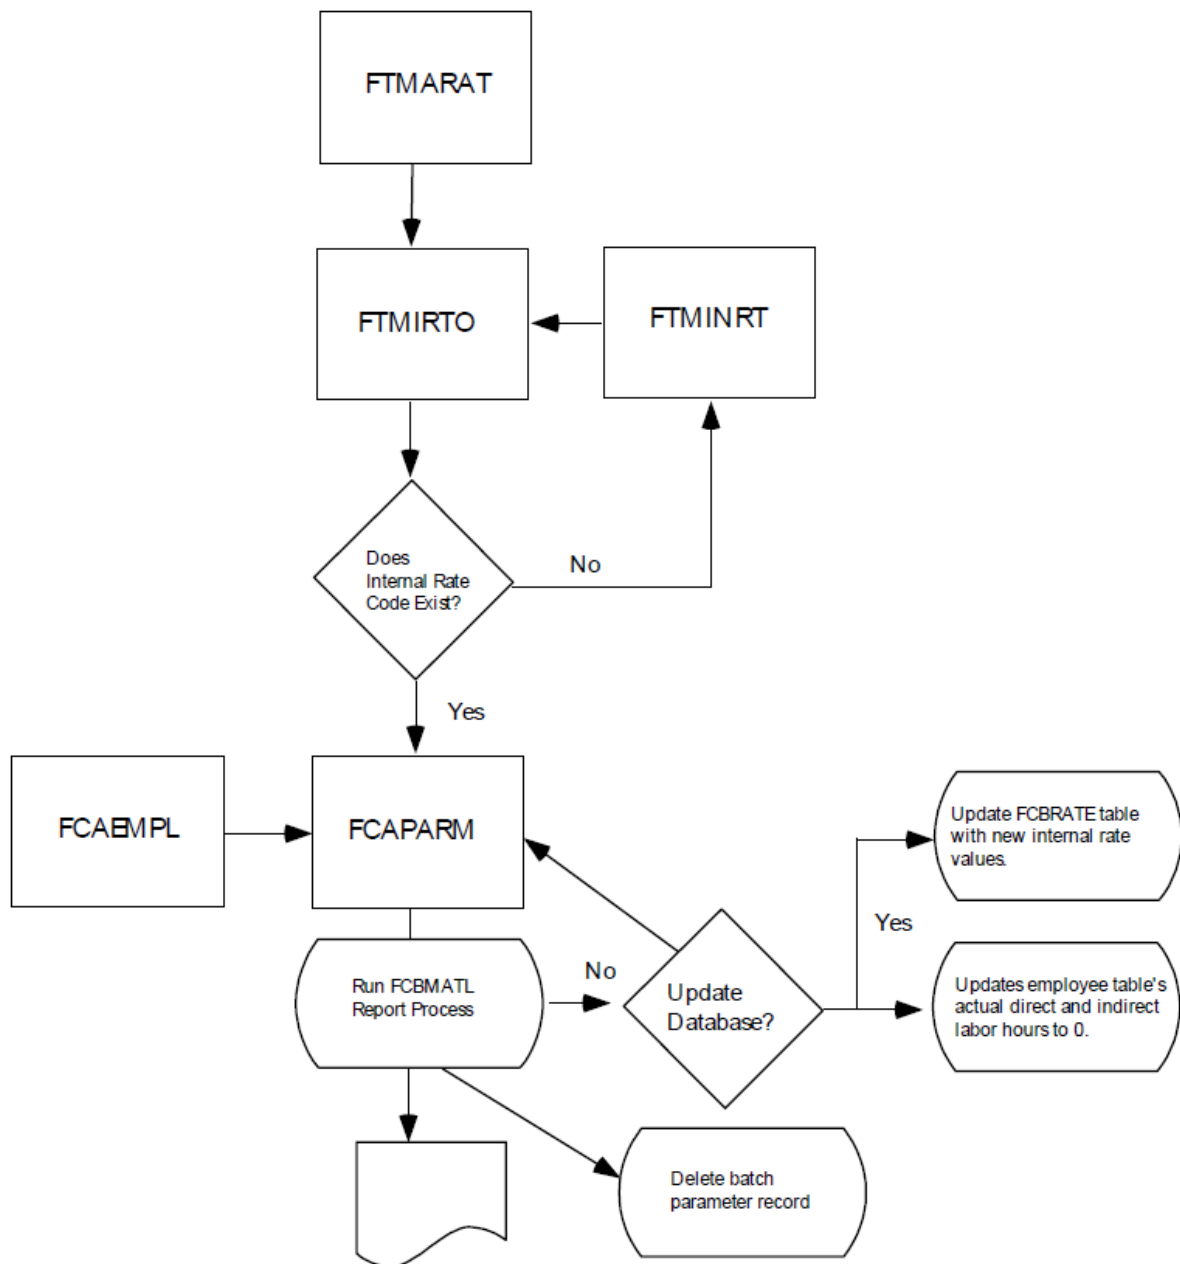 FTMARAT
FTMIRTO
FTMINRT
Does
Internal Rate
Code Exist?
No
Yes
FCAEMPL
FCAPARM
Update FCBRATE table
with new internal rate
values.
Yes
Run FCBMATL
Report Process
No
Update
Database?
Updates employee table's
actual direct and indirect
labor hours to 0.
Delete batch
parameter record